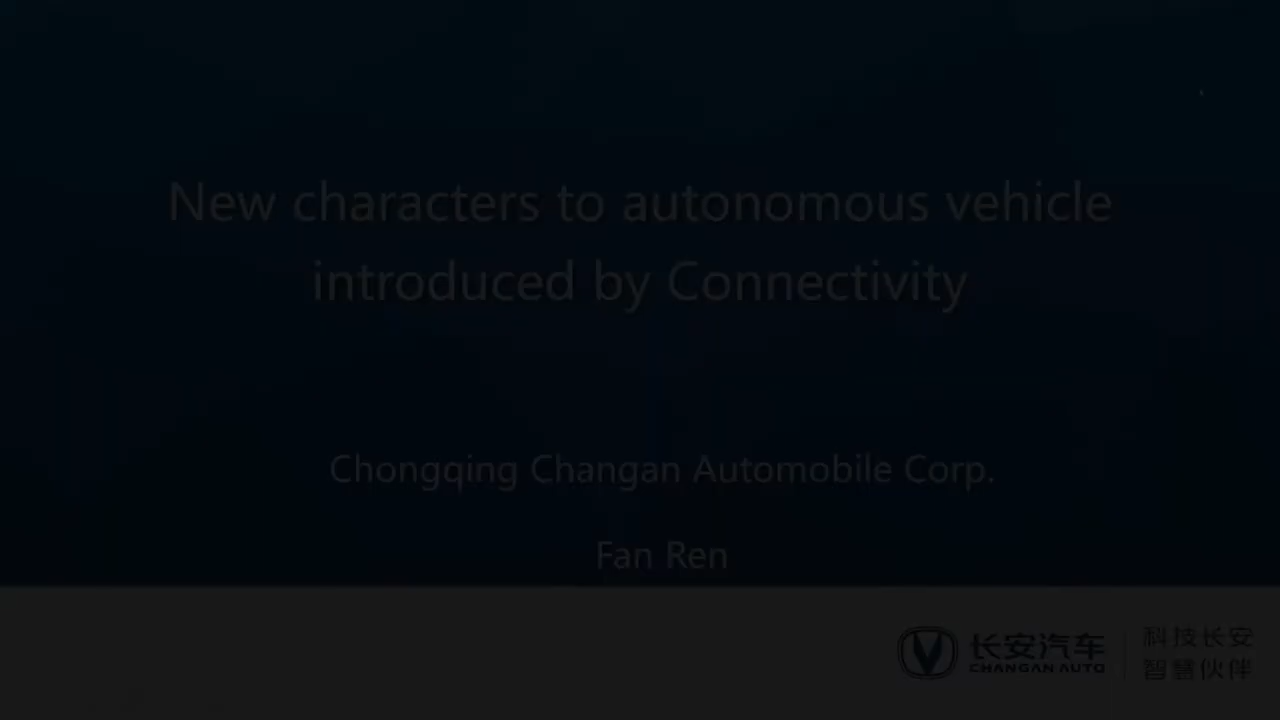 New characters to autonomous vehicle
introduced by Connectivity
Chongqing Changan Automobile Corp.
Fan Ren
长安汽车
CHANGAN AUTO
科技长安
智慧伙伴